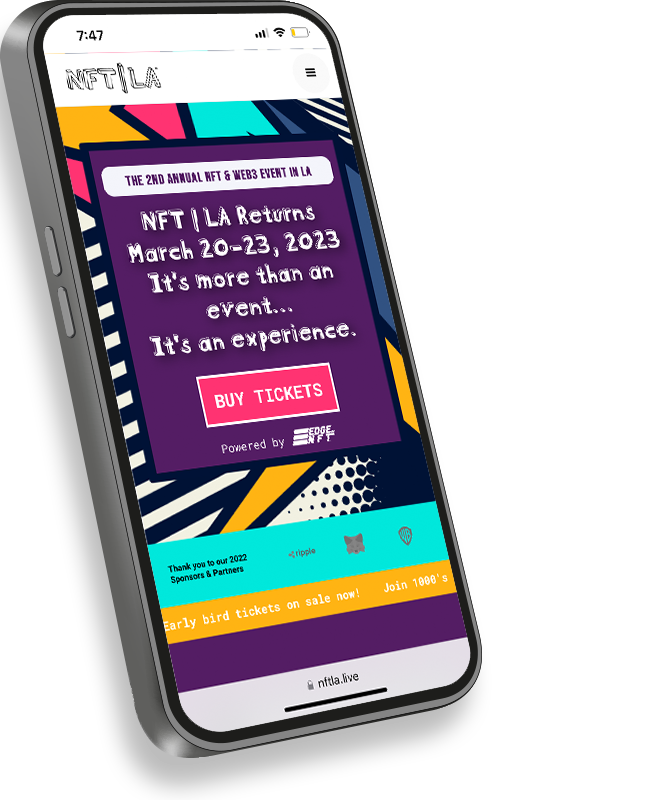 7:47
NFT|LA
THE 2ND ANNUAL NFT & WEB3 EVENT IN LA
NFT | LA Returns
March 20-23, 2023
It's more than an
event...
It's an experience.
BUY TICKETS
Powered by EDGE of NFT
ripple
Thank you to our 2022
Sponsors & Partners
Early bird tickets on sale now! Join 1000's
nftla.live